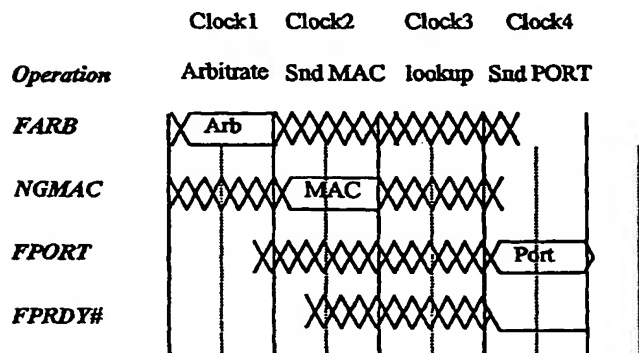 Clock1 Clock2 Clock3 Clock4
Operation Arbitrate Snd MAC lookup Snd PORT
FARB Arb
NGMAC MAC
FPORT Port
FPRDY#